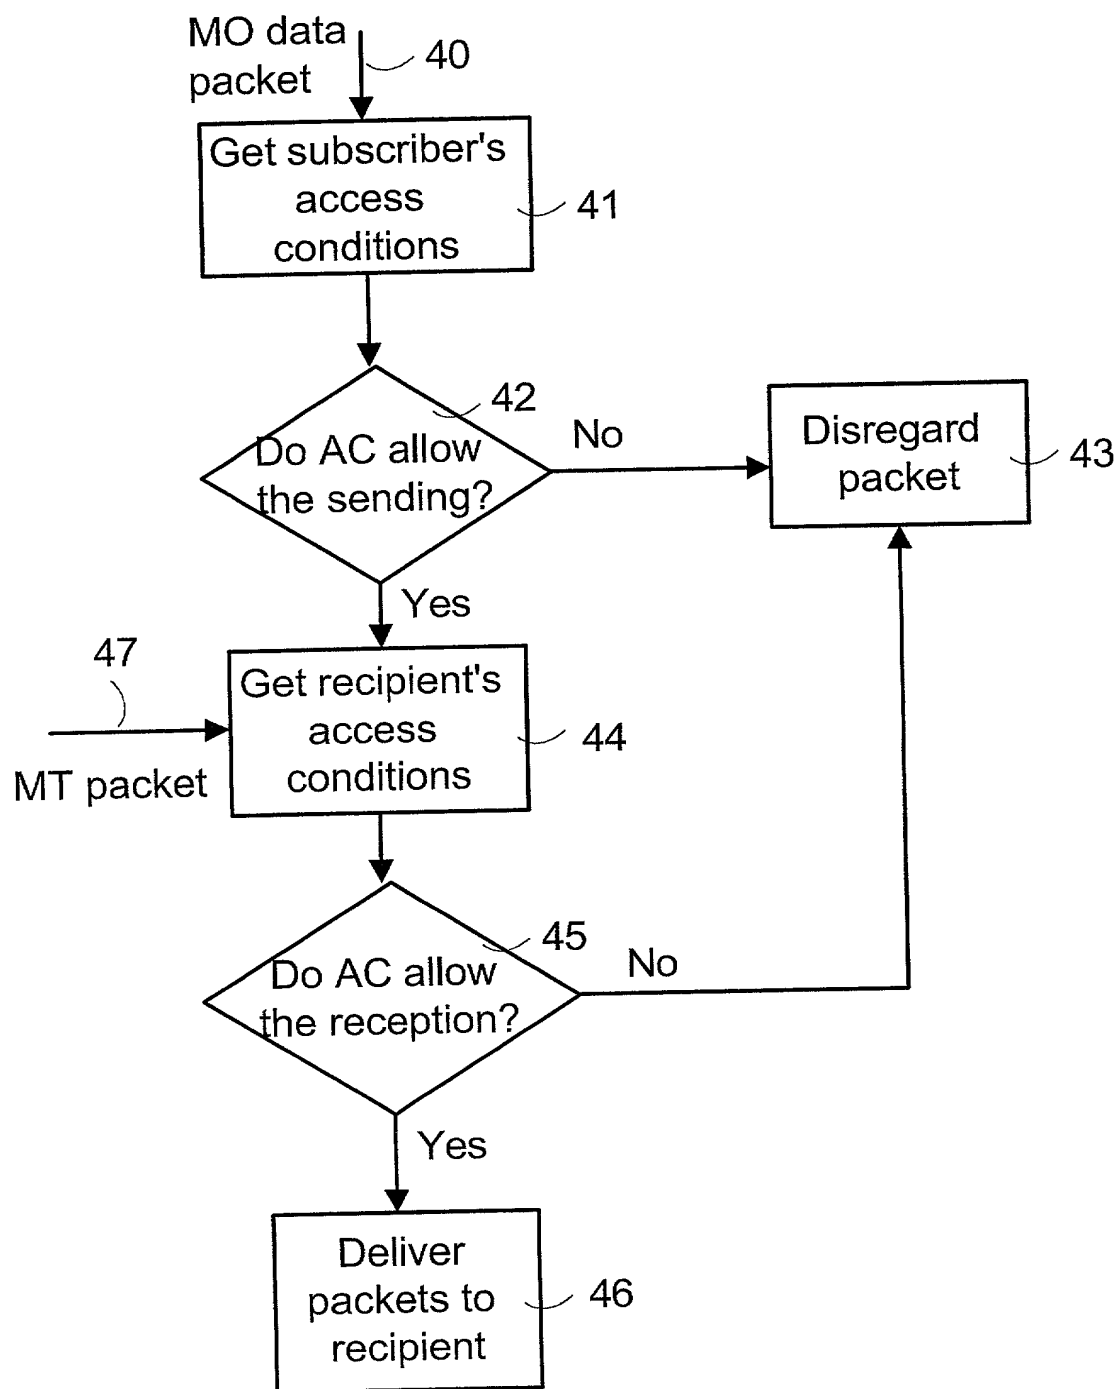 MO data
packet
40
Get subscriber's
access
conditions
41
42
Do AC allow
the sending?
No
Disregard
packet
43
Yes
47
MT packet
Get recipient's
access
conditions
44
45
Do AC allow
the reception?
No
Yes
Deliver
packets to
recipient
46